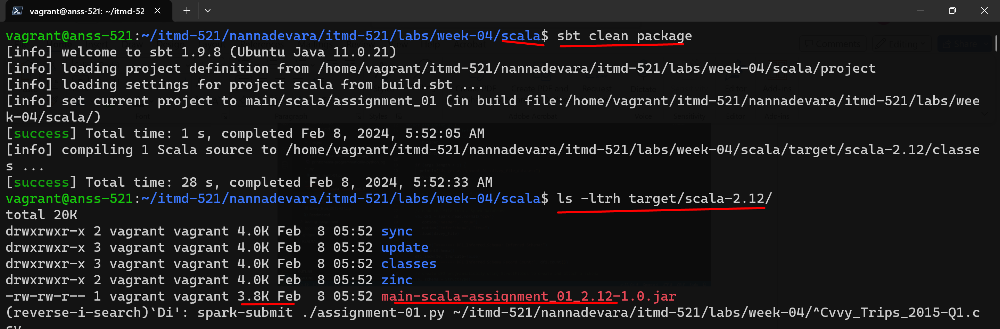 vagrant@anss-521: ~/itmd-52
vagrant@anss-521:~/itmd-521/nannadevara/itmd-521/labs/week-04/scala$ sbt clean package
[info] welcome to sbt 1.9.8 (Ubuntu Java 11.0.21)
[info] loading project definition from /home/vagrant/itmd-521/nannadevara/itmd-521/labs/week-04/scala/project
[info] loading settings for project scala from build.sbt ...
[info] set current project to main/scala/assignment_01 (in build file:/home/vagrant/itmd-521/nannadevara/itmd-521/labs/wee
k-04/scala/)
[success] Total time: 1 s, completed Feb 8, 2024, 5:52:05 AM
[info] compiling 1 Scala source to /home/vagrant/itmd-521/nannadevara/itmd-521/labs/week-04/scala/target/scala-2.12/classe
s ...
[success] Total time: 28 s, completed Feb 8, 2024, 5:52:33 AM
vagrant@anss-521:~/itmd-521/nannadevara/itmd-521/labs/week-04/scala$ ls -ltrh target/scala-2.12/
total 20K
drwxrwxr-x 2 vagrant vagrant 4.0K Feb  8 05:52 sync
drwxrwxr-x 3 vagrant vagrant 4.0K Feb  8 05:52 update
drwxrwxr-x 3 vagrant vagrant 4.0K Feb  8 05:52 classes
drwxrwxr-x 2 vagrant vagrant 4.0K Feb  8 05:52 zinc
-rw-rw-r-- 1 vagrant vagrant 3.8K Feb  8 05:52 main-scala-assignment_01_2.12-1.0.jar
(reverse-i-search)`Di': spark-submit ./assignment-01.py ~/itmd-521/nannadevara/itmd-521/labs/week-04/^Cvvy_Trips_2015-Q1.c
sv